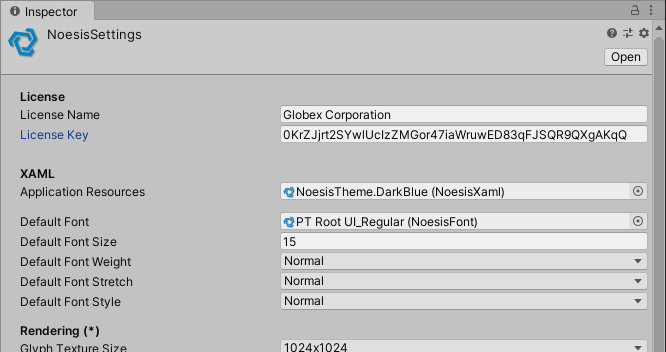 Inspector
NoesisSettings
Open
License
License Name Globex Corporation
License Key 0KrZJjrt2SYwIUcIzZMGor47iaWruwED83qFJSQR9QXgAKqQ
XAML
Application Resources NoesisTheme.DarkBlue (NoesisXaml)
Default Font PT Root UI_Regular (NoesisFont)
Default Font Size 15
Default Font Weight Normal
Default Font Stretch Normal
Default Font Style Normal
Rendering (*)
Glyph Texture Size 1024x1024